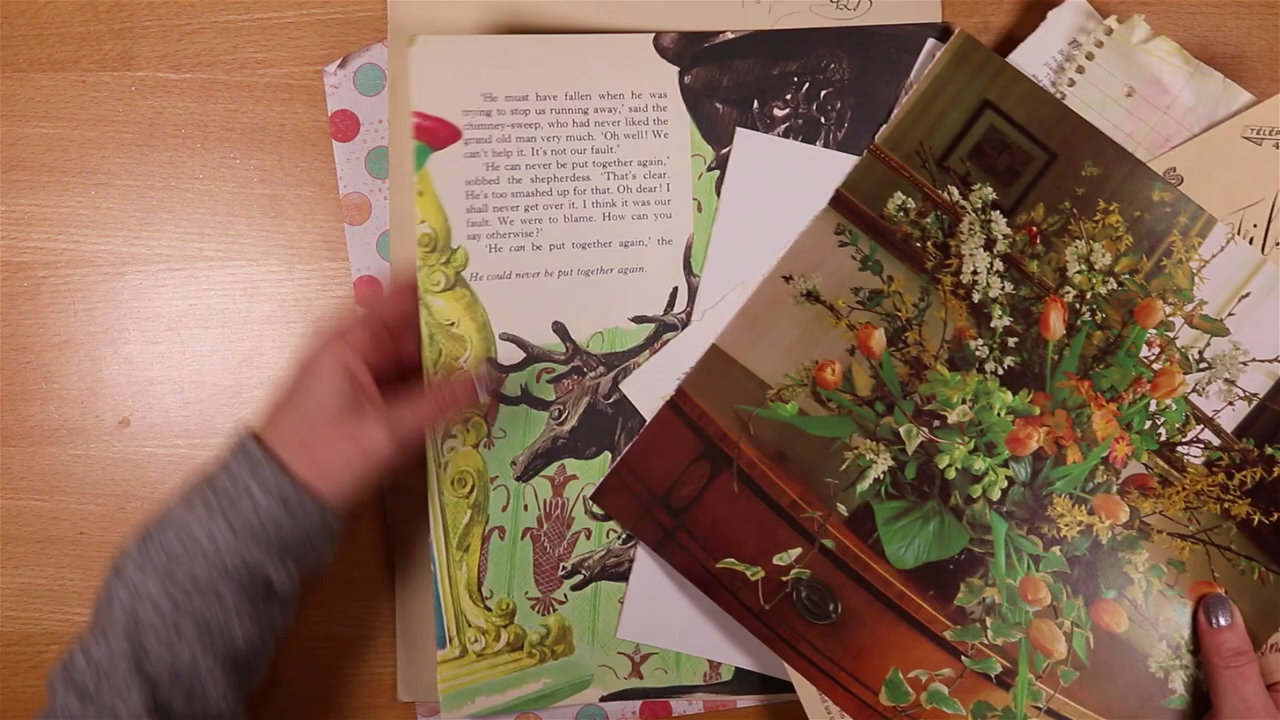 'He must have fallen when he was
trying to stop us running away,' said the
chimney-sweep, who had never liked the
grand old man very much. 'Oh well! We
can't help it. It's not our fault.'
'He can never be put together again,'
sobbed the shepherdess. 'That's clear.
He's too smashed up for that. Oh dear! I
shall never get over it. I think it was our
fault. We were to blame. How can you
say otherwise?'
'He can be put together again,' the
He could never be put together again.
TÉLÉP